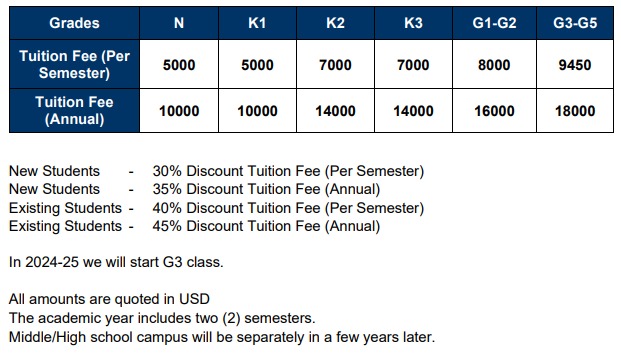 Grades N K1 K2 K3 G1-G2 G3-G5
Tuition Fee (Per
Semester) 5000 5000 7000 7000 8000 9450
Tuition Fee
(Annual) 10000 10000 14000 14000 16000 18000
New Students - 30% Discount Tuition Fee (Per Semester)
New Students - 35% Discount Tuition Fee (Annual)
Existing Students - 40% Discount Tuition Fee (Per Semester)
Existing Students - 45% Discount Tuition Fee (Annual)
In 2024-25 we will start G3 class.
All amounts are quoted in USD
The academic year includes two (2) semesters.
Middle/High school campus will be separately in a few years later.